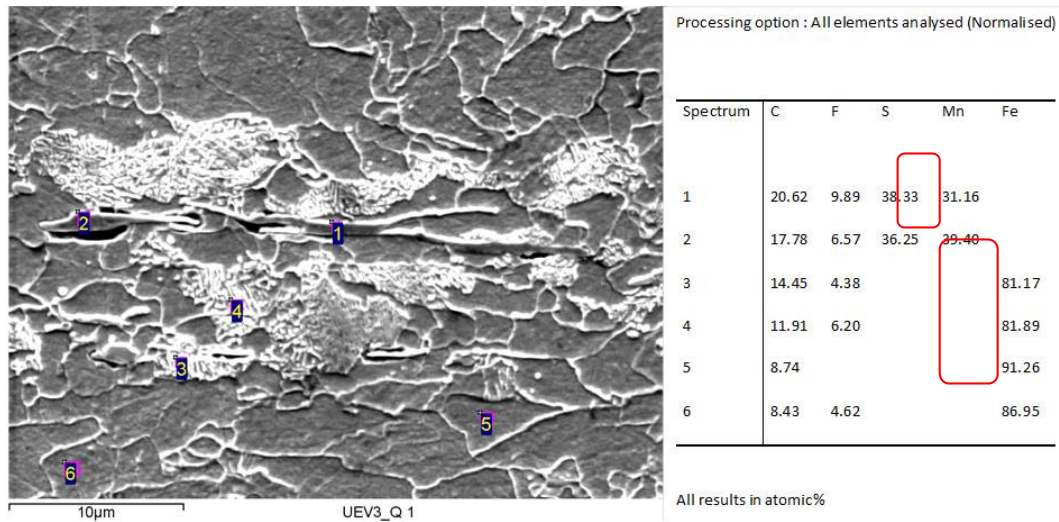 Processing option : All elements analysed (Normalised)
Spectrum C F S Mn Fe
1 20.62 9.89 38.33 31.16
2 17.78 6.57 36.25 39.40
3 14.45 4.38 81.17
4 11.91 6.20 81.89
5 8.74 91.26
6 8.43 4.62 86.95
All results in atomic%
2
1
4
3
5
6
10µm UEV3_Q 1